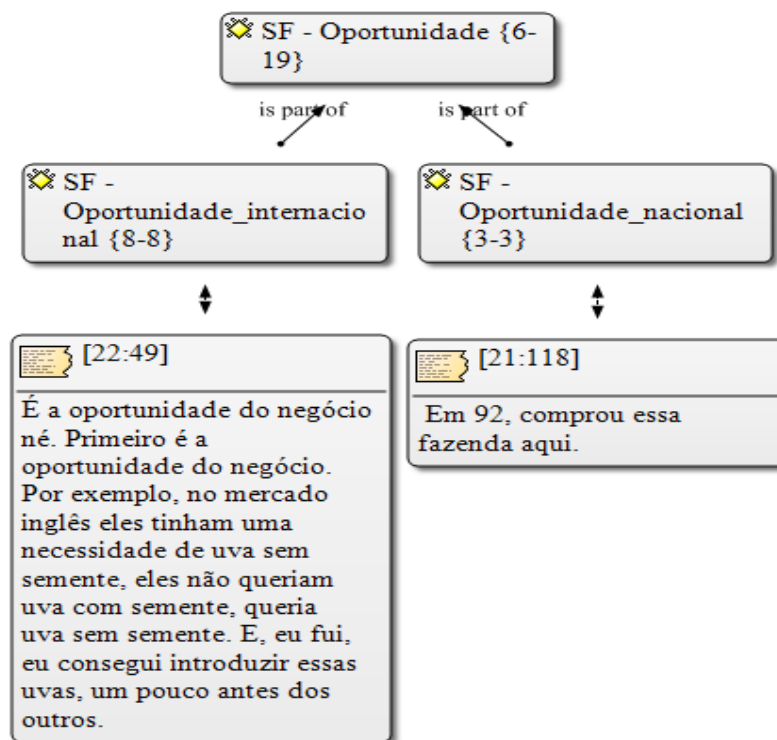 SF - Oportunidade {6-
19}
is part of
is part of
SF -
Oportunidade_internacio
nal {8-8}
SF -
Oportunidade_nacional
{3-3}
[22:49]
É a oportunidade do negócio
né. Primeiro é a
oportunidade do negócio.
Por exemplo, no mercado
inglês eles tinham uma
necessidade de uva sem
semente, eles não queriam
uva com semente, queria
uva sem semente. E, eu fui,
eu consegui introduzir essas
uvas, um pouco antes dos
outros.
[21:118]
Em 92, comprou essa
fazenda aqui.